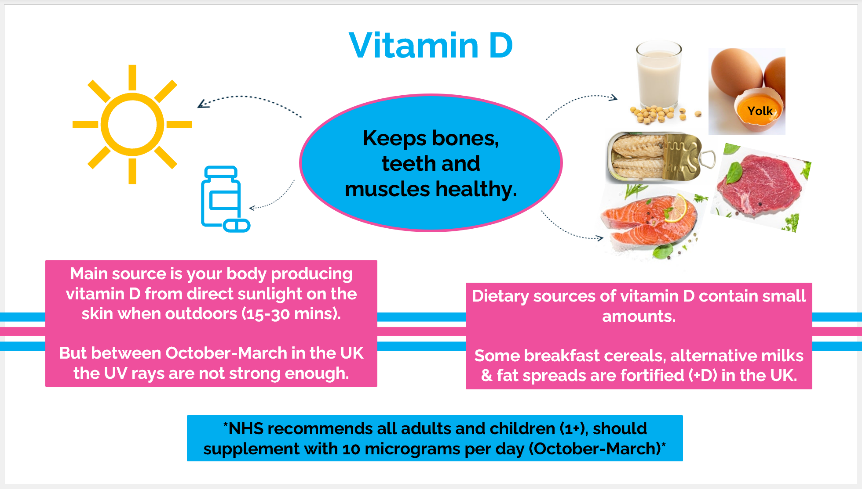 Vitamin D
Keeps bones,
teeth and
muscles healthy.
Yolk
Main source is your body producing
vitamin D from direct sunlight on the
skin when outdoors (15-30 mins).
But between October-March in the UK
the UV rays are not strong enough.
Dietary sources of vitamin D contain small
amounts.
Some breakfast cereals, alternative milks
& fat spreads are fortified (+D) in the UK.
*NHS recommends all adults and children (1+), should
supplement with 10 micrograms per day (October-March)*